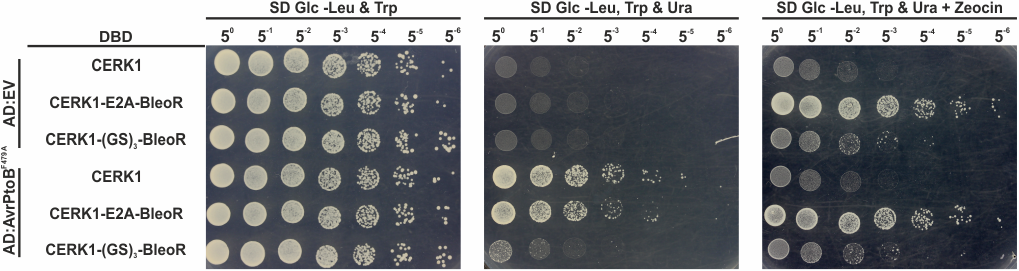 SD Glc -Leu & Trp SD Glc -Leu, Trp & Ura SD Glc -Leu, Trp & Ura + Zeocin
DBD 5⁰ 5⁻¹ 5⁻² 5⁻³ 5⁻⁴ 5⁻⁵ 5⁻⁶ 5⁰ 5⁻¹ 5⁻² 5⁻³ 5⁻⁴ 5⁻⁵ 5⁻⁶ 5⁰ 5⁻¹ 5⁻² 5⁻³ 5⁻⁴ 5⁻⁵ 5⁻⁶
AD:EV
CERK1
CERK1-E2A-BleoR
CERK1-(GS)₃-BleoR
AD:AvrPtoB^F479A
CERK1
CERK1-E2A-BleoR
CERK1-(GS)₃-BleoR